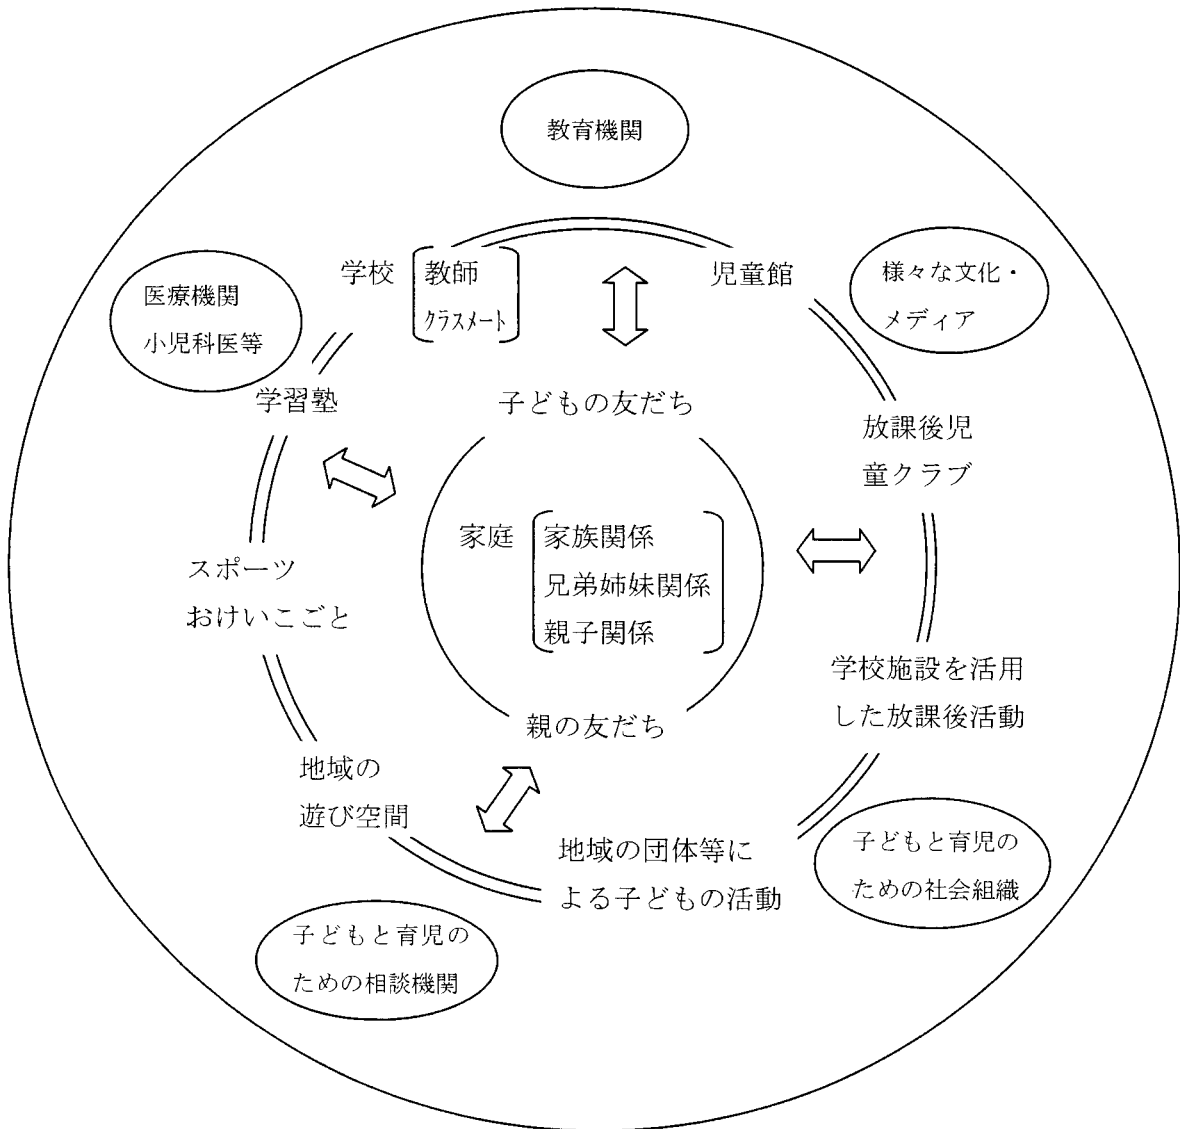 教育機関
学校
教師
クラスメート
児童館
様々な文化・
メディア
医療機関
小児科医等
学習塾
子どもの友だち
放課後児
童クラブ
家庭
家族関係
兄弟姉妹関係
親子関係
スポーツ
おけいこごと
学校施設を活用
した放課後活動
親の友だち
地域の
遊び空間
地域の団体等に
よる子どもの活動
子どもと育児の
ための社会組織
子どもと育児の
ための相談機関